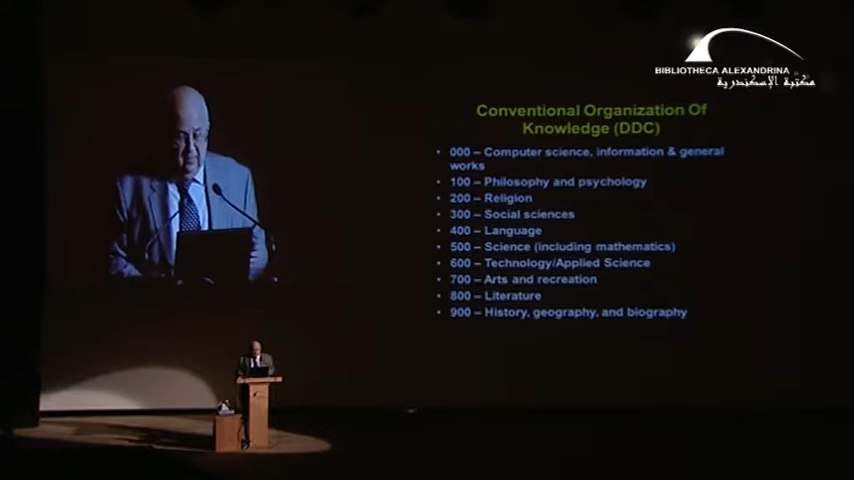 BIBLIOTHECA ALEXANDRINA
مكتبة الإسكندرية
Conventional Organization Of
Knowledge (DDC)
• 000 – Computer science, information & general
works
• 100 – Philosophy and psychology
• 200 – Religion
• 300 – Social sciences
• 400 – Language
• 500 – Science (including mathematics)
• 600 – Technology/Applied Science
• 700 – Arts and recreation
• 800 – Literature
• 900 – History, geography, and biography